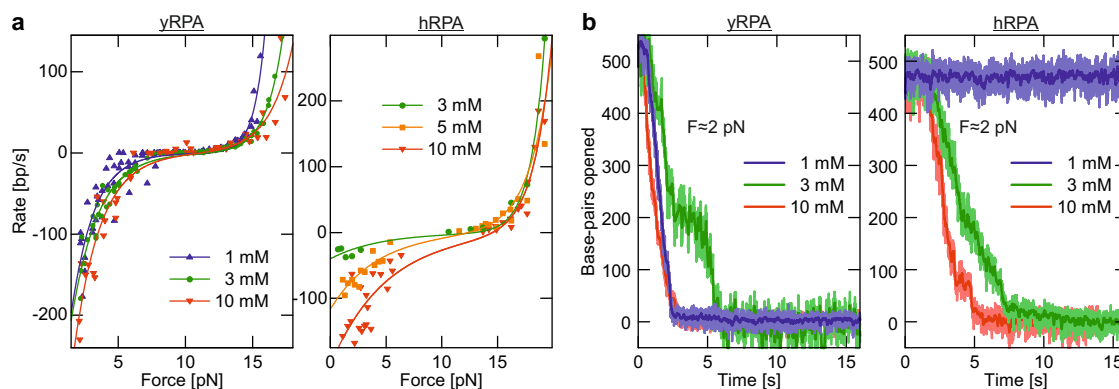 a
yRPA
hRPA
Rate [bp/s]
100
0
-100
-200
5
10
15
Force [pN]
1 mM
3 mM
10 mM
200
100
0
-100
5
10
15
Force [pN]
3 mM
5 mM
10 mM
b
yRPA
hRPA
Base-pairs opened
500
400
300
200
100
0
0
5
10
15
Time [s]
F≈2 pN
1 mM
3 mM
10 mM
500
400
300
200
500
100
0
0
5
10
15
Time [s]
F≈2 pN
1 mM
3 mM
10 mM